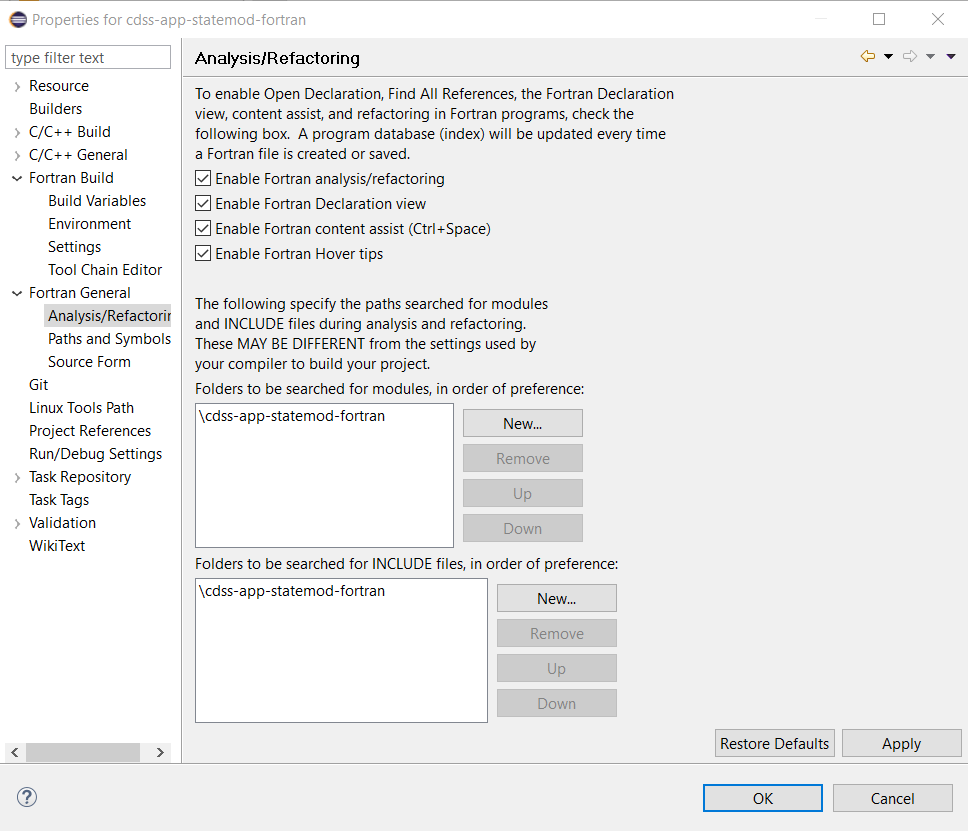 Properties for cdss-app-statemod-fortran
type filter text
Resource
Builders
C/C++ Build
C/C++ General
Fortran Build
Build Variables
Environment
Settings
Tool Chain Editor
Fortran General
Analysis/Refactorin
Paths and Symbols
Source Form
Git
Linux Tools Path
Project References
Run/Debug Settings
Task Repository
Task Tags
Validation
WikiText
Analysis/Refactoring
To enable Open Declaration, Find All References, the Fortran Declaration
view, content assist, and refactoring in Fortran programs, check the
following box.  A program database (index) will be updated every time
a Fortran file is created or saved.
Enable Fortran analysis/refactoring
Enable Fortran Declaration view
Enable Fortran content assist (Ctrl+Space)
Enable Fortran Hover tips
The following specify the paths searched for modules
and INCLUDE files during analysis and refactoring.
These MAY BE DIFFERENT from the settings used by
your compiler to build your project.
Folders to be searched for modules, in order of preference:
\cdss-app-statemod-fortran
New...
Remove
Up
Down
Folders to be searched for INCLUDE files, in order of preference:
\cdss-app-statemod-fortran
New...
Remove
Up
Down
Restore Defaults
Apply
?
OK
Cancel